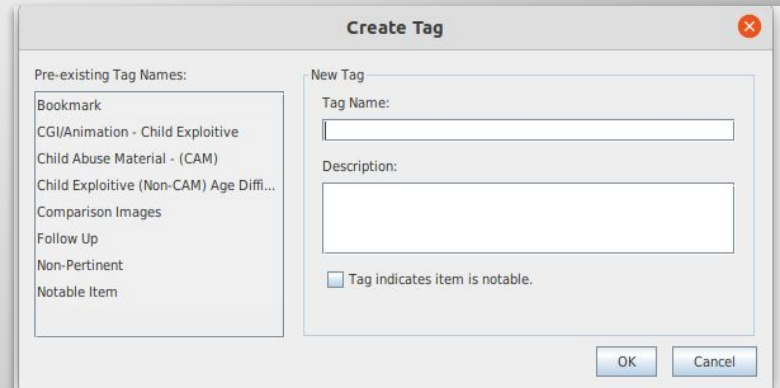 Create Tag
Pre-existing Tag Names:
Bookmark
CGI/Animation - Child Exploitive
Child Abuse Material - (CAM)
Child Exploitive (Non-CAM) Age Diffi...
Comparison Images
Follow Up
Non-Pertinent
Notable Item
New Tag
Tag Name:
Description:
Tag indicates item is notable.
OK Cancel